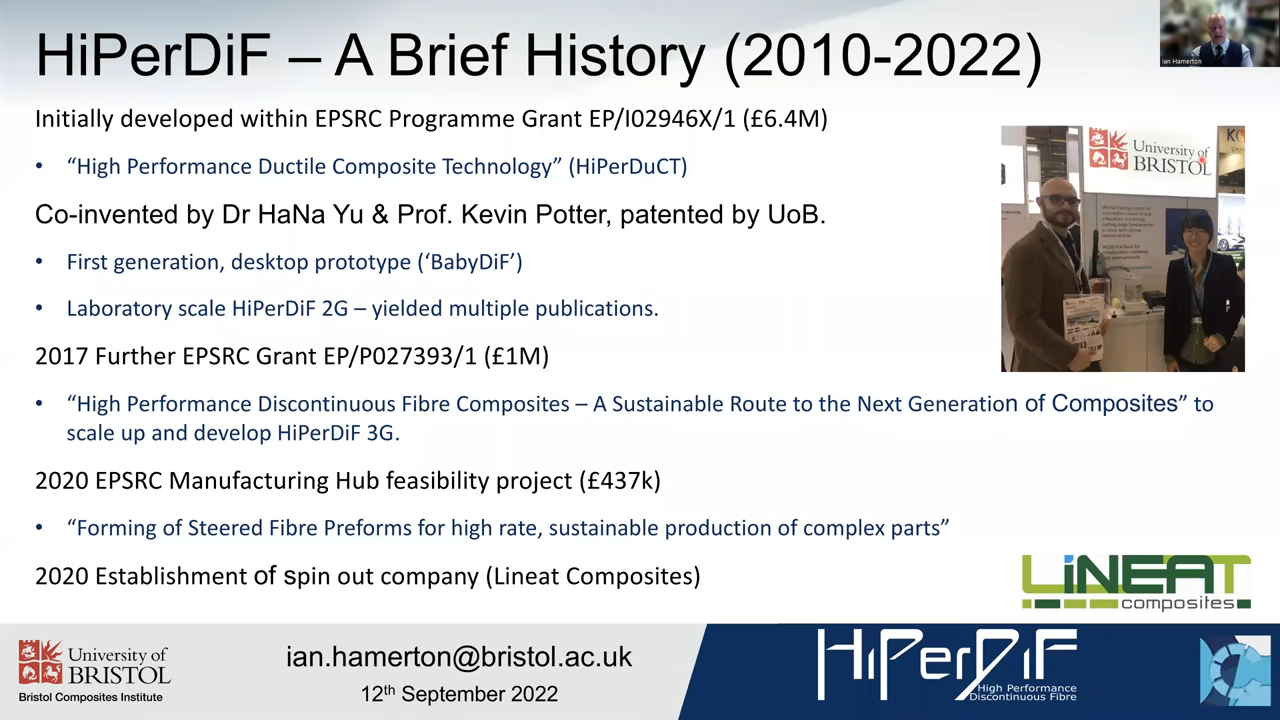 HiPerDiF – A Brief History (2010-2022)
Ian Hamerton
Initially developed within EPSRC Programme Grant EP/I02946X/1 (£6.4M)
• “High Performance Ductile Composite Technology” (HiPerDuCT)
Co-invented by Dr HaNa Yu & Prof. Kevin Potter, patented by UoB.
• First generation, desktop prototype (‘BabyDiF’)
• Laboratory scale HiPerDiF 2G – yielded multiple publications.
2017 Further EPSRC Grant EP/P027393/1 (£1M)
• “High Performance Discontinuous Fibre Composites – A Sustainable Route to the Next Generation of Composites” to
scale up and develop HiPerDiF 3G.
2020 EPSRC Manufacturing Hub feasibility project (£437k)
• “Forming of Steered Fibre Preforms for high rate, sustainable production of complex parts”
2020 Establishment of spin out company (Lineat Composites)
University of
BRISTOL
LiNEAT
composites
University of
BRISTOL
Bristol Composites Institute
ian.hamerton@bristol.ac.uk
12th September 2022
HiPerDiF
High Performance
Discontinuous Fibre